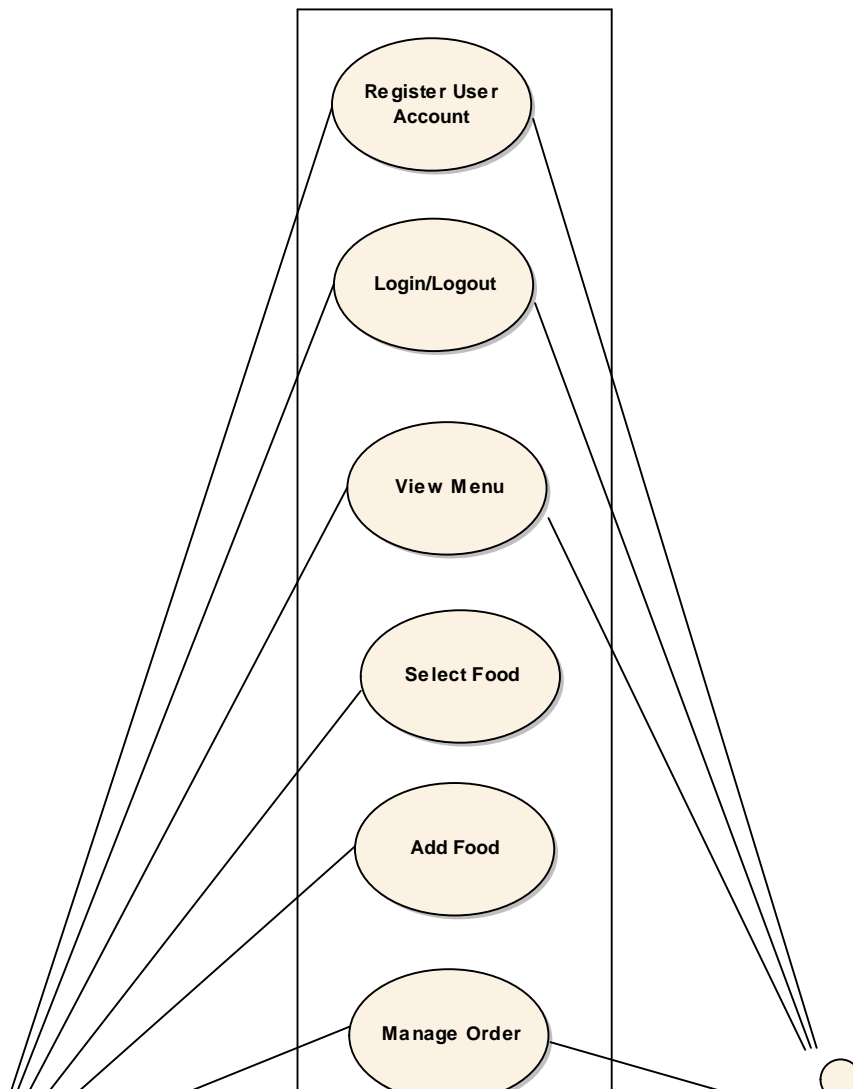 Register User
Account
Login/Logout
View Menu
Select Food
Add Food
Manage Order